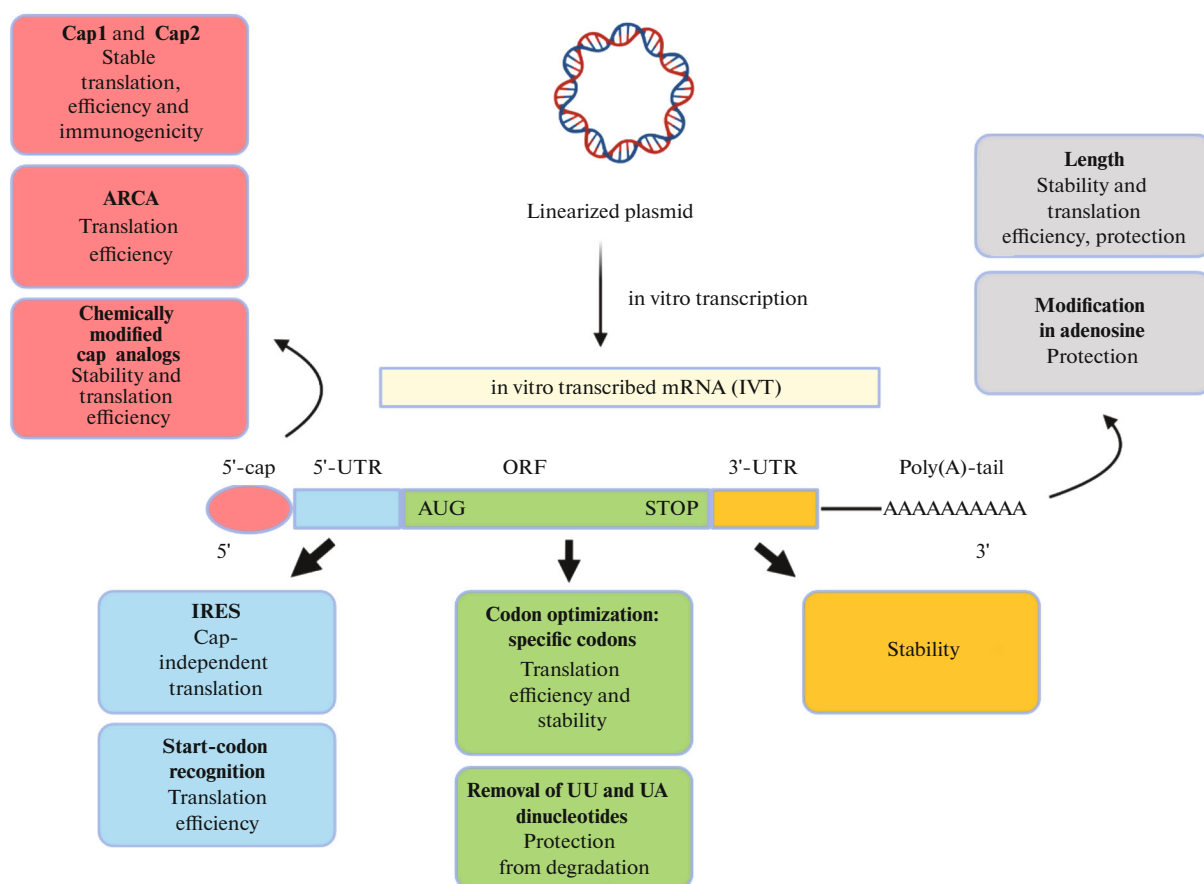 Cap1 and Cap2
Stable
translation,
efficiency and
immunogenicity
ARCA
Translation
efficiency
Chemically
modified
cap analogs
Stability and
translation
efficiency
Linearized plasmid
in vitro transcription
in vitro transcribed mRNA (IVT)
Length
Stability and
translation
efficiency, protection
Modification
in adenosine
Protection
5'-cap
5'-UTR
ORF
3'-UTR
Poly(A)-tail
AUG
STOP
AAAAAAAAAA
5'
3'
IRES
Cap-
independent
translation
Start-codon
recognition
Translation
efficiency
Codon optimization:
specific codons
Translation
efficiency and
stability
Removal of UU and UA
dinucleotides
Protection
from degradation
Stability